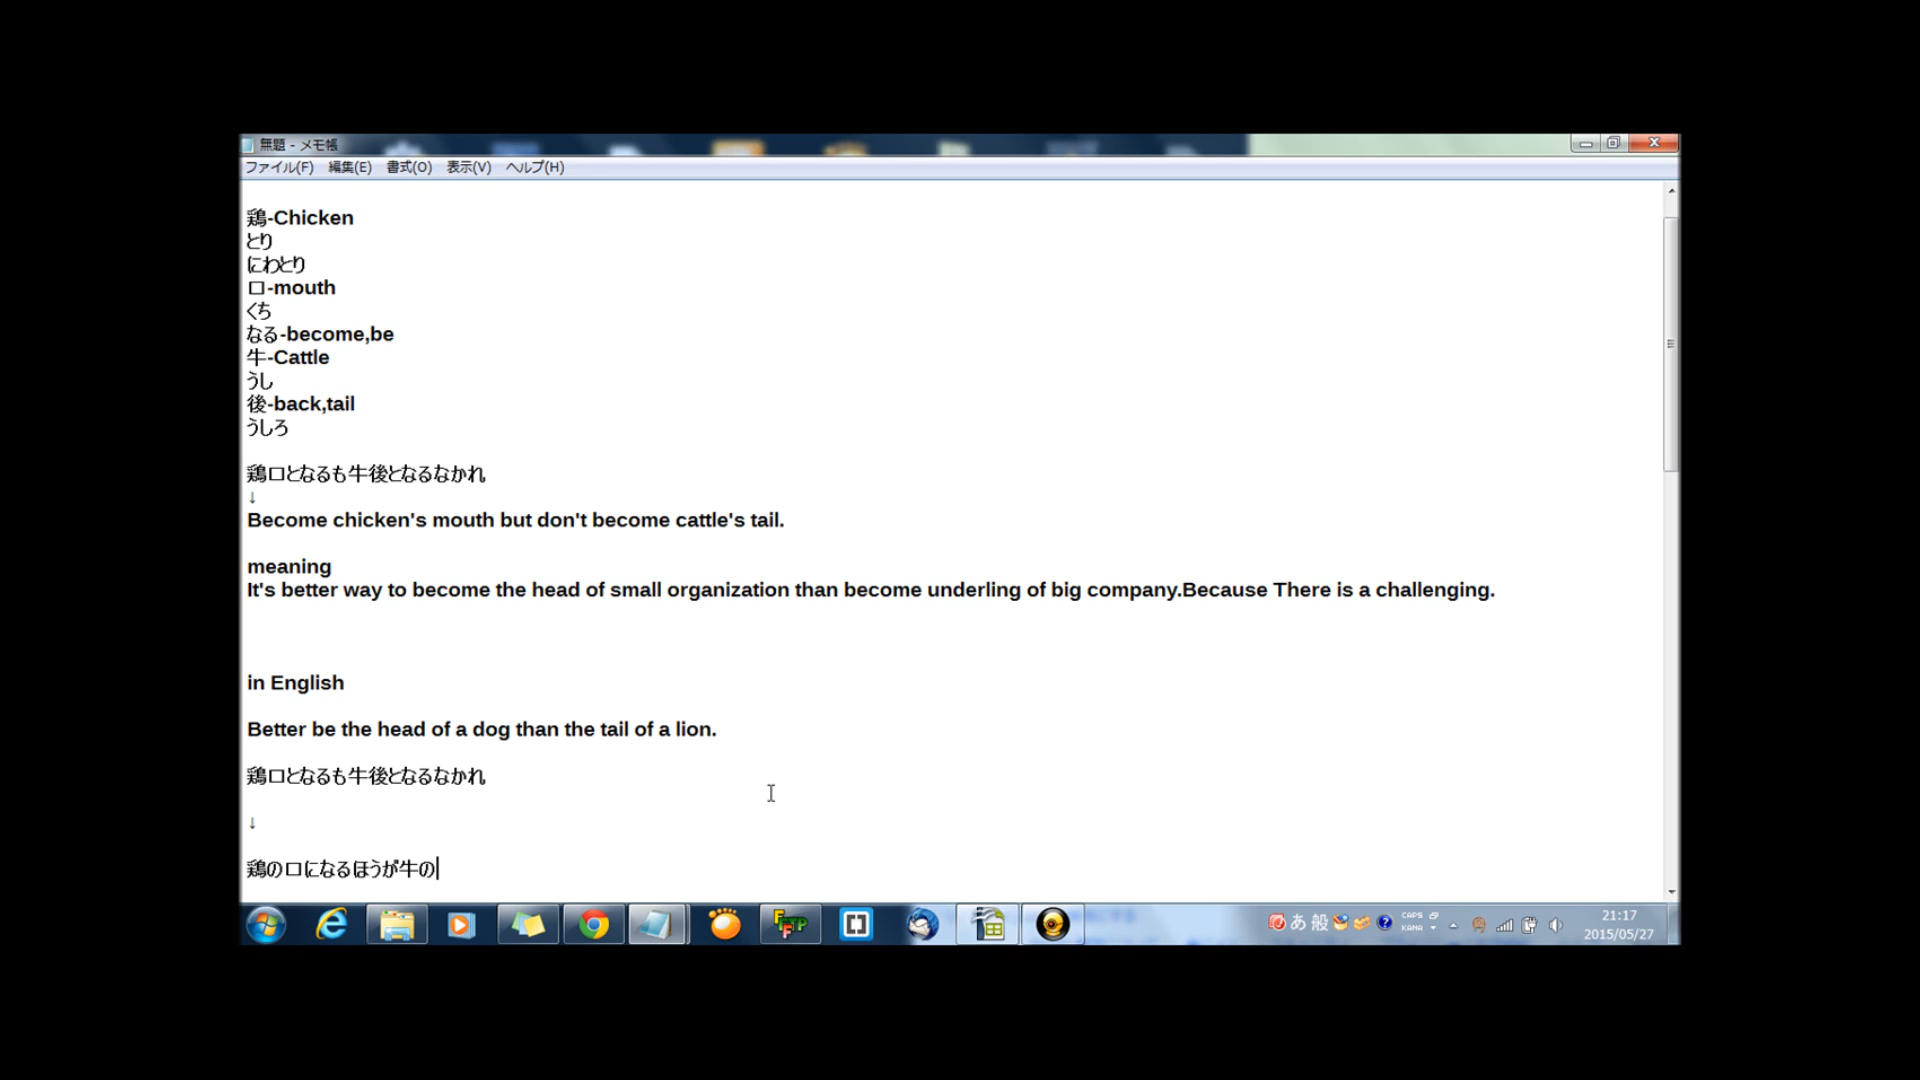 無題 - メモ帳
ファイル(F) 編集(E) 書式(O) 表示(V) ヘルプ(H)
鶏-Chicken
とり
にわとり
口-mouth
くち
なる-become,be
牛-Cattle
うし
後-back,tail
うしろ
鶏口となるも牛後となるなかれ
↓
Become chicken's mouth but don't become cattle's tail.
meaning
It's better way to become the head of small organization than become underling of big company.Because There is a challenging.
in English
Better be the head of a dog than the tail of a lion.
鶏口となるも牛後となるなかれ
↓
鶏の口になるほうが牛の
FFFTP
あ 般 CAPS KANA
21:17
2015/05/27